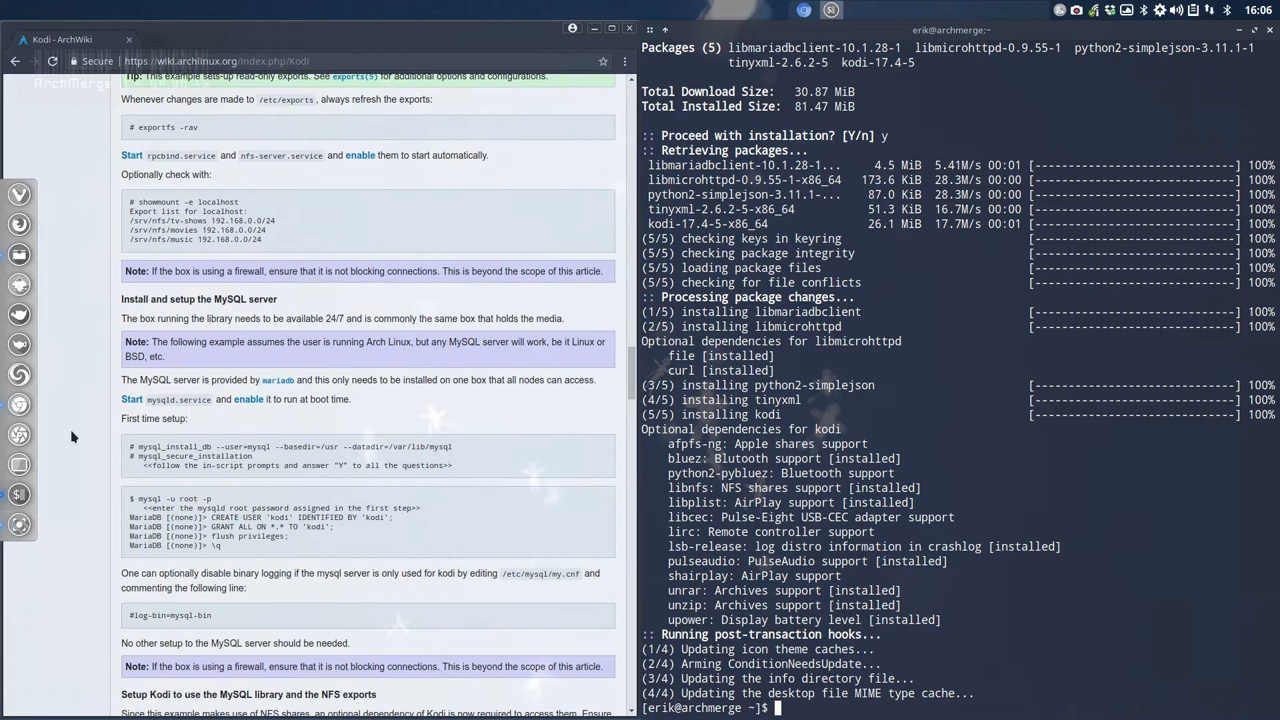 16:06
Kodi - ArchWiki
Secure
https://wiki.archlinux.org/index.php/Kodi
ArchMerge
Tip: This example sets-up read-only exports. See exports(5) for additional options and configurations.
Whenever changes are made to /etc/exports, always refresh the exports:
# exportfs -rav
Start rpcbind.service and nfs-server.service and enable them to start automatically.
Optionally check with:
# showmount -e localhost
Export list for localhost:
/srv/nfs/tv-shows 192.168.0.0/24
/srv/nfs/movies 192.168.0.0/24
/srv/nfs/music 192.168.0.0/24
Note: If the box is using a firewall, ensure that it is not blocking connections. This is beyond the scope of this article.
Install and setup the MySQL server
The box running the library needs to be available 24/7 and is commonly the same box that holds the media.
Note: The following example assumes the user is running Arch Linux, but any MySQL server will work, be it Linux or
BSD, etc.
The MySQL server is provided by mariadb and this only needs to be installed on one box that all nodes can access.
Start mysqld.service and enable it to run at boot time.
First time setup:
# mysql_install_db --user=mysql --basedir=/usr --datadir=/var/lib/mysql
# mysql_secure_installation
<<follow the in-script prompts and answer "Y" to all the questions>>
$ mysql -u root -p
<<enter the mysqld root password assigned in the first step>>
MariaDB [(none)]> CREATE USER 'kodi' IDENTIFIED BY 'kodi';
MariaDB [(none)]> GRANT ALL ON *.* TO 'kodi';
MariaDB [(none)]> flush privileges;
MariaDB [(none)]> \q
One can optionally disable binary logging if the mysql server is only used for kodi by editing /etc/mysql/my.cnf and
commenting the following line:
#log-bin=mysql-bin
No other setup to the MySQL server should be needed.
Note: If the box is using a firewall, ensure that it is not blocking connections. This is beyond the scope of this article.
Setup Kodi to use the MySQL library and the NFS exports
Since this example makes use of NFS shares, an optional dependency of Kodi is now required to access them. Ensure
erik@archmerge:~
Packages (5) libmariadbclient-10.1.28-1 libmicrohttpd-0.9.55-1 python2-simplejson-3.11.1-1
tinyxml-2.6.2-5 kodi-17.4-5
Total Download Size: 30.87 MiB
Total Installed Size: 81.47 MiB
:: Proceed with installation? [Y/n] y
:: Retrieving packages...
libmariadbclient-10.1.28-1... 4.5 MiB 5.41M/s 00:01 [----------------------------------] 100%
libmicrohttpd-0.9.55-1-x86_64 173.6 KiB 28.3M/s 00:00 [----------------------------------] 100%
python2-simplejson-3.11.1-... 87.0 KiB 28.3M/s 00:00 [----------------------------------] 100%
tinyxml-2.6.2-5-x86_64 51.3 KiB 16.7M/s 00:00 [----------------------------------] 100%
kodi-17.4-5-x86_64 26.1 MiB 17.7M/s 00:01 [----------------------------------] 100%
(5/5) checking keys in keyring [----------------------------------] 100%
(5/5) checking package integrity [----------------------------------] 100%
(5/5) loading package files [----------------------------------] 100%
(5/5) checking for file conflicts [----------------------------------] 100%
:: Processing package changes...
(1/5) installing libmariadbclient [----------------------------------] 100%
(2/5) installing libmicrohttpd [----------------------------------] 100%
Optional dependencies for libmicrohttpd
file [installed]
curl [installed]
(3/5) installing python2-simplejson [----------------------------------] 100%
(4/5) installing tinyxml [----------------------------------] 100%
(5/5) installing kodi [----------------------------------] 100%
Optional dependencies for kodi
afpfs-ng: Apple shares support
bluez: Blutooth support [installed]
python2-pybluez: Bluetooth support
libnfs: NFS shares support [installed]
libplist: AirPlay support [installed]
libcec: Pulse-Eight USB-CEC adapter support
lirc: Remote controller support
lsb-release: log distro information in crashlog [installed]
pulseaudio: PulseAudio support [installed]
shairplay: AirPlay support
unrar: Archives support [installed]
unzip: Archives support [installed]
upower: Display battery level [installed]
:: Running post-transaction hooks...
(1/4) Updating icon theme caches...
(2/4) Arming ConditionNeedsUpdate...
(3/4) Updating the info directory file...
(4/4) Updating the desktop file MIME type cache...
[erik@archmerge ~]$